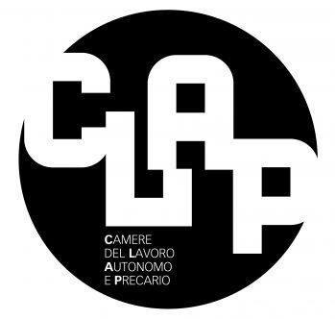 CLAP
CAMERE
DEL LAVORO
AUTONOMO
E PRECARIO